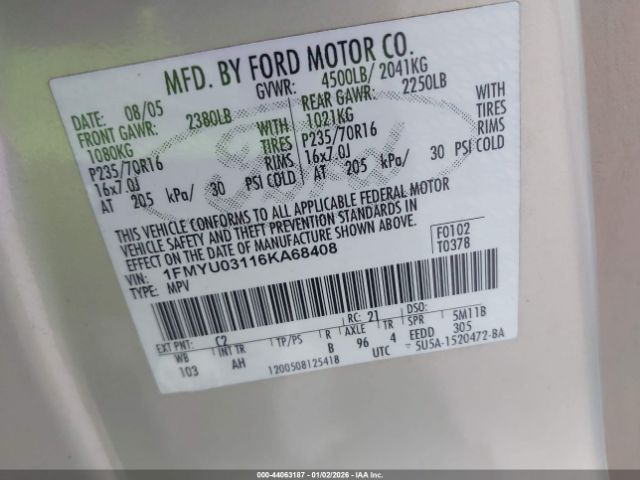 MFD. BY FORD MOTOR CO.
DATE: 08/05 GVWR: 4500LB/ 2041KG
FRONT GAWR: 2380LB REAR GAWR: 2250LB
1080KG WITH 1021KG WITH
P235/70R16 TIRES P235/70R16 TIRES
16x7.0J RIMS 16x7.0J RIMS
AT 205 kPa/ 30 PSI COLD AT 205 kPa/ 30 PSI COLD
Ford
THIS VEHICLE CONFORMS TO ALL APPLICABLE FEDERAL MOTOR
VEHICLE SAFETY AND THEFT PREVENTION STANDARDS IN
EFFECT ON THE DATE OF MANUFACTURE SHOWN ABOVE.
VIN: 1FMYU03116KA68408 F0102
TYPE: MPV T0378
EXT PNT: C2 RC: 21 DSO:
WB INT TR TP/PS R AXLE TR SPR 5M11B
103 AH B 96 4 EEDD 305
1200508125418 UTC 5U5A-1520472-BA
000-44063187 - 01/02/2026 - IAAI.com